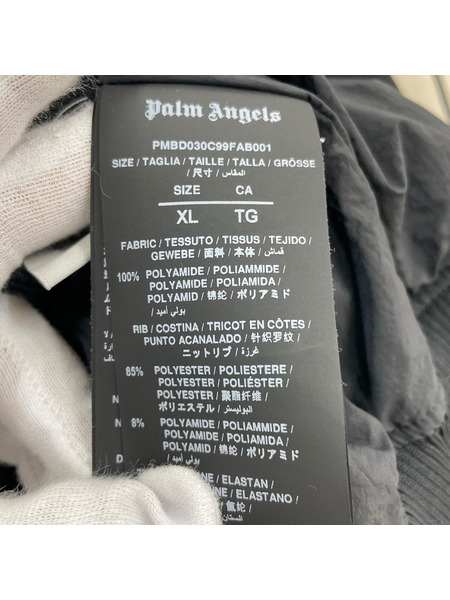 Palm Angels
PMBD030C99FAB001
SIZE / TAGLIA / TAILLE / TALLA / GRÖSSE
/ 尺寸 / المقاس /
SIZE CA
XL TG
FABRIC / TESSUTO / TISSUS / TEJIDO /
GEWEBE / 面料 / 本体 / قماش /
100% POLYAMIDE / POLIAMMIDE /
POLYAMIDE / POLIAMIDA /
POLYAMID / 锦纶 / ポリアミド /
بولي أميد /
RIB / COSTINA / TRICOT EN CÔTES /
PUNTO ACANALADO / 针织罗纹 /
ニットリブ / غرزة /
85% POLYESTER / POLIESTERE /
POLYESTER / POLIÉSTER /
POLYESTER / 聚酯纤维 /
ポリエステル / البوليستر /
N 8% POLYAMIDE / POLIAMMIDE /
POLYAMIDE / POLIAMIDA /
N POLYAMID / 锦纶 / ポリアミド /
بولي أميد /
D / ELASTAN /
/ ELASTANO /